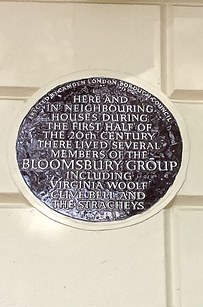 ERECTED BY CAMDEN LONDON BOROUGH COUNCIL
HERE AND
IN NEIGHBOURING
HOUSES DURING
THE FIRST HALF OF
THE 20th CENTURY
THERE LIVED SEVERAL
MEMBERS OF THE
BLOOMSBURY GROUP
INCLUDING
VIRGINIA WOOLF
CLIVE BELL AND
THE STRACHEYS